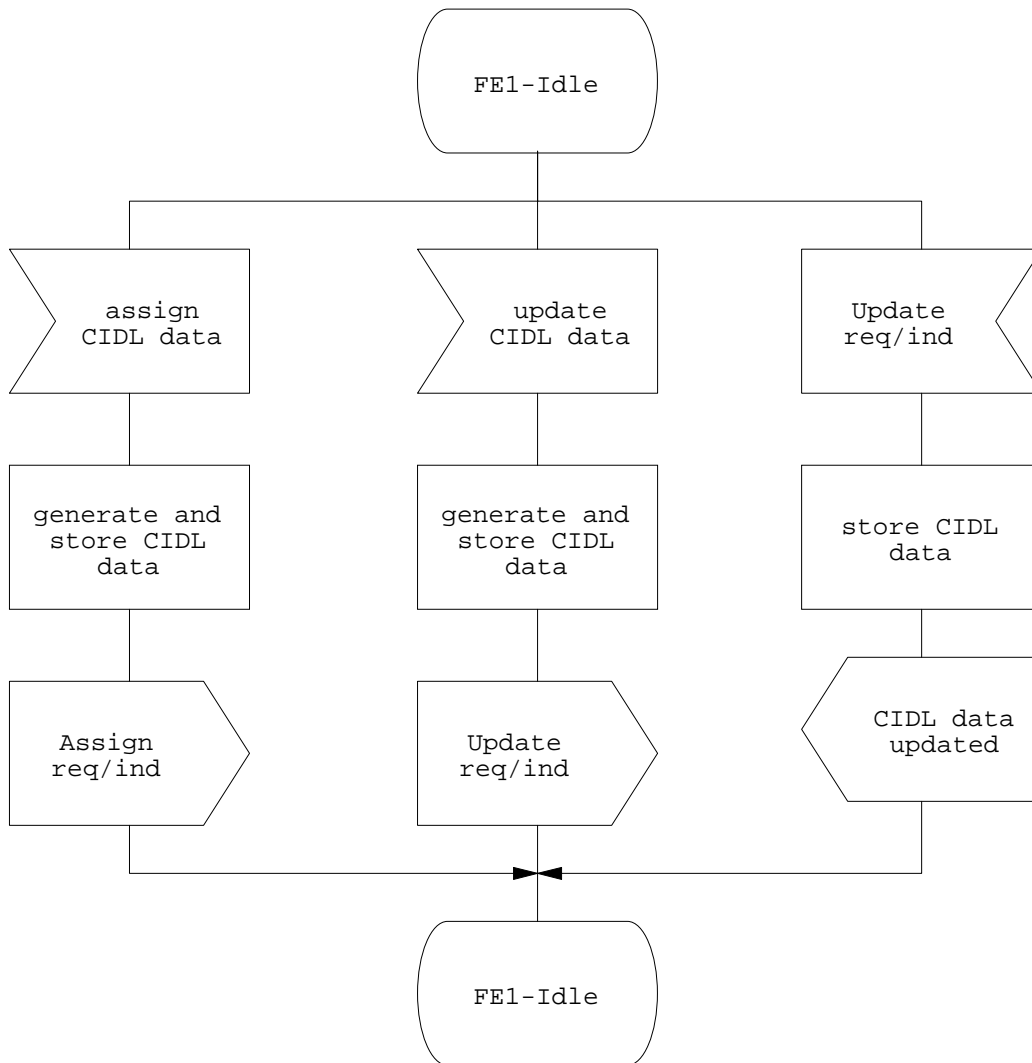 FE1-Idle
assign
CIDL data
update
CIDL data
Update
req/ind
generate and
store CIDL
data
generate and
store CIDL
data
store CIDL
data
Assign
req/ind
Update
req/ind
CIDL data
updated
FE1-Idle